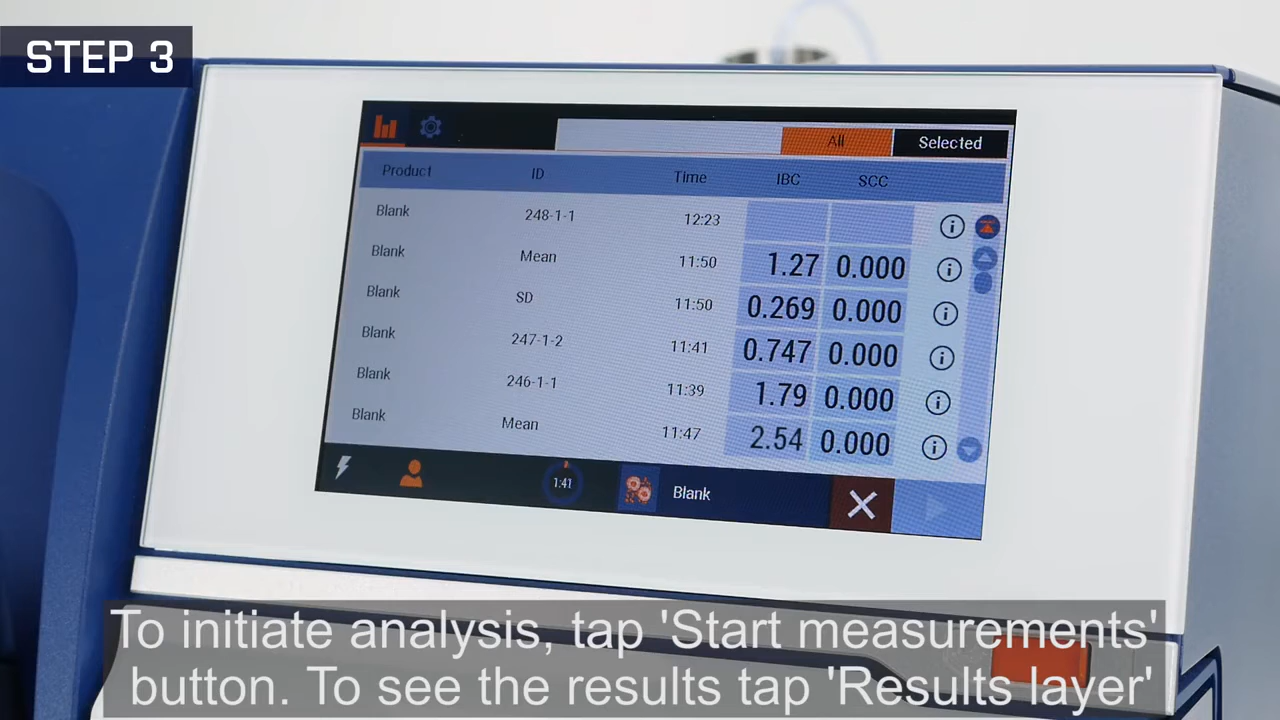 STEP 3
All Selected
Product ID Time IBC SCC
Blank 248-1-1 12:23
Blank Mean 11:50 1.27 0.000
Blank SD 11:50 0.269 0.000
Blank 247-1-2 11:41 0.747 0.000
Blank 246-1-1 11:39 1.79 0.000
Blank Mean 11:47 2.54 0.000
1:41 Blank
To initiate analysis, tap 'Start measurements'
button. To see the results tap 'Results layer'